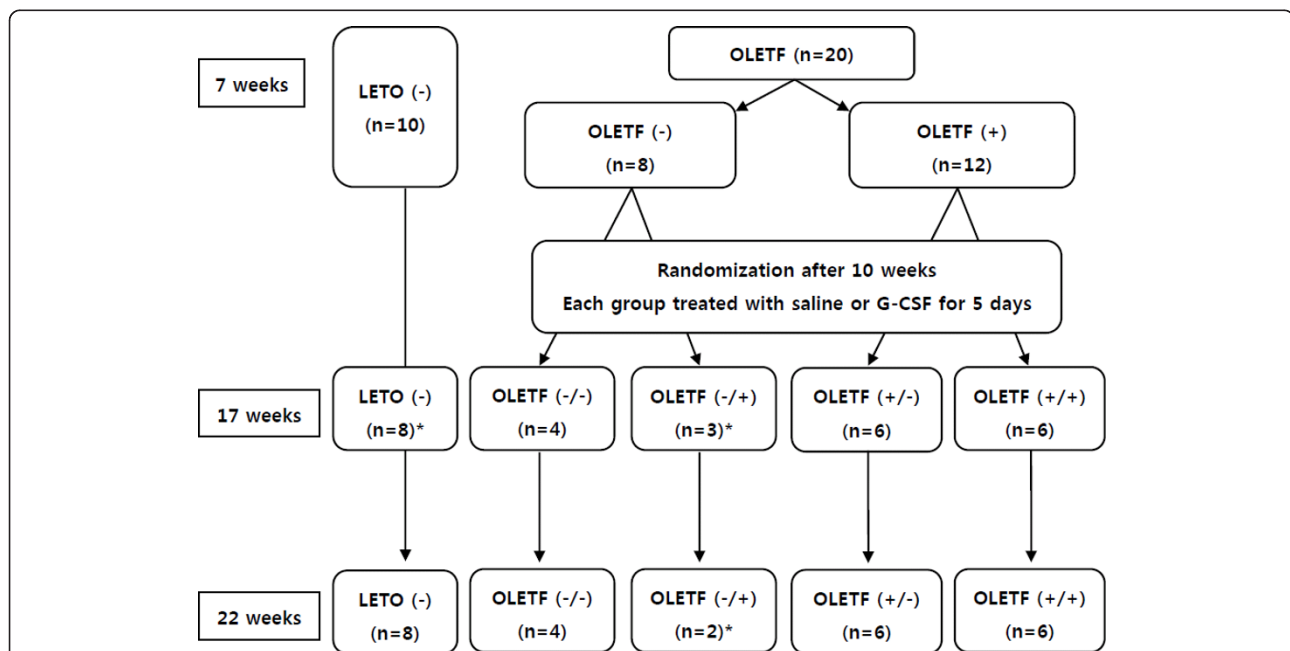 7 weeks
LETO (-)
(n=10)
OLETF (n=20)
OLETF (-)
(n=8)
OLETF (+)
(n=12)
Randomization after 10 weeks
Each group treated with saline or G-CSF for 5 days
17 weeks
LETO (-)
(n=8)*
OLETF (-/-)
(n=4)
OLETF (-/+)
(n=3)*
OLETF (+/-)
(n=6)
OLETF (+/+)
(n=6)
22 weeks
LETO (-)
(n=8)
OLETF (-/-)
(n=4)
OLETF (-/+)
(n=2)*
OLETF (+/-)
(n=6)
OLETF (+/+)
(n=6)